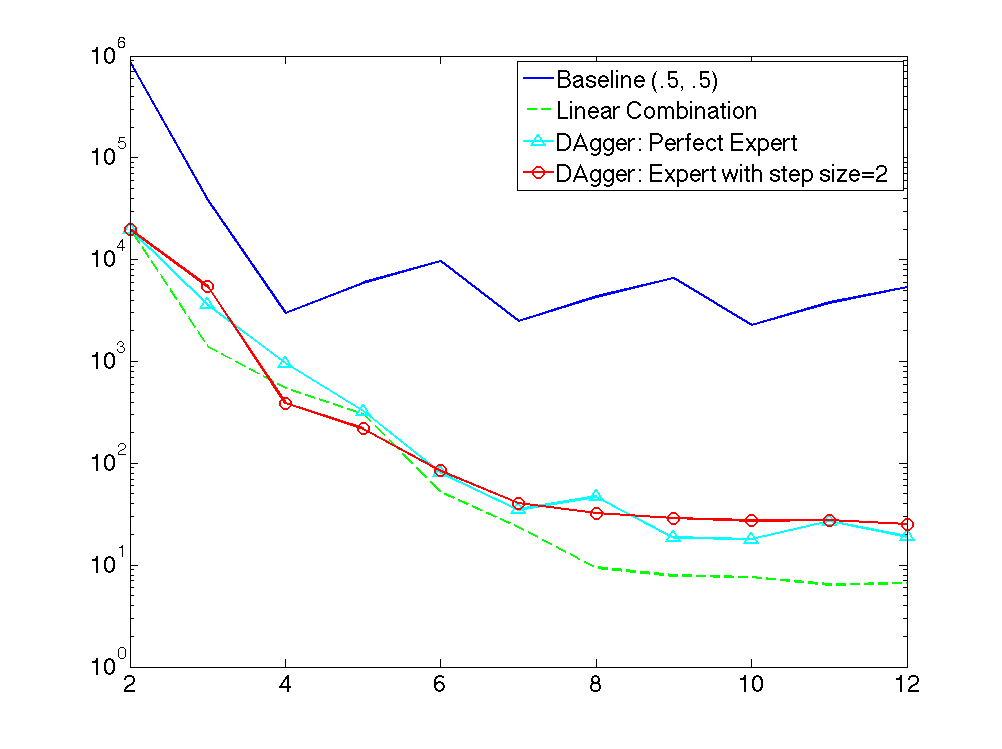 10^6
10^5
10^4
10^3
10^2
10^1
10^0
2 4 6 8 10 12
Baseline (.5, .5)
Linear Combination
DAgger: Perfect Expert
DAgger: Expert with step size=2